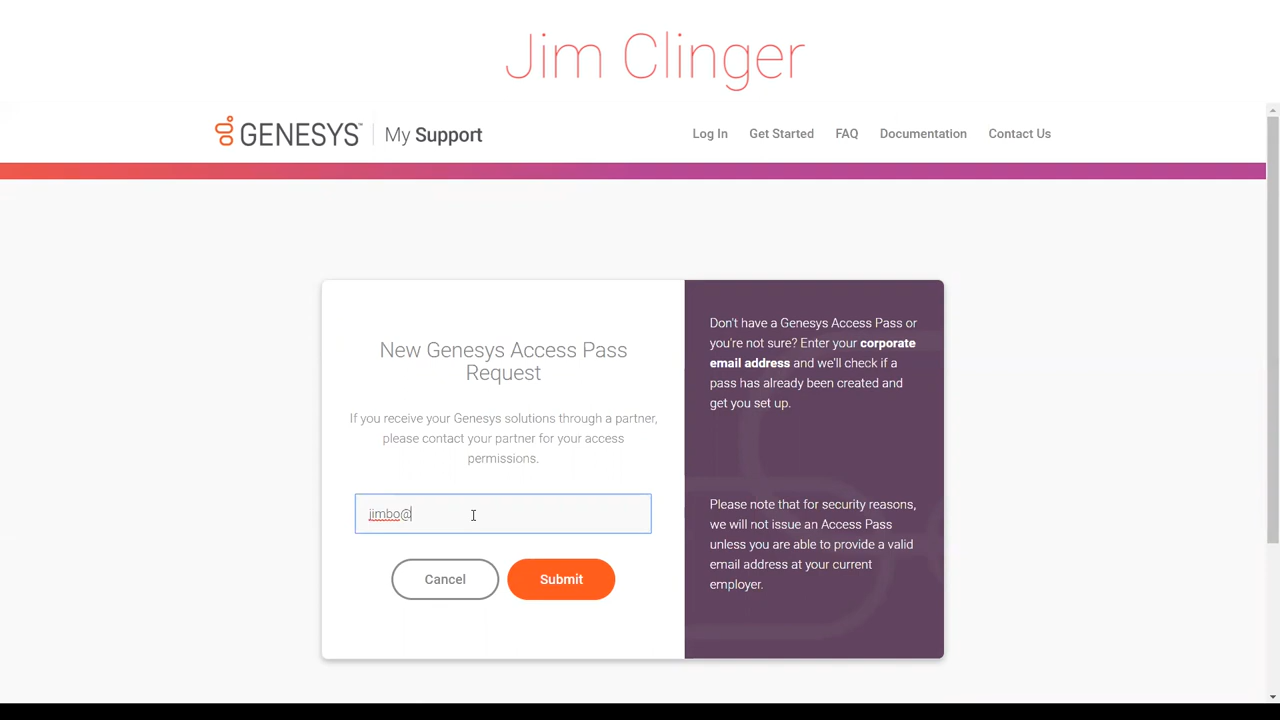 Jim Clinger
GENESYS™ My Support
Log In Get Started FAQ Documentation Contact Us
New Genesys Access Pass
Request
If you receive your Genesys solutions through a partner,
please contact your partner for your access
permissions.
jimbo@
Cancel Submit
Don't have a Genesys Access Pass or
you're not sure? Enter your corporate
email address and we'll check if a
pass has already been created and
get you set up.
Please note that for security reasons,
we will not issue an Access Pass
unless you are able to provide a valid
email address at your current
employer.